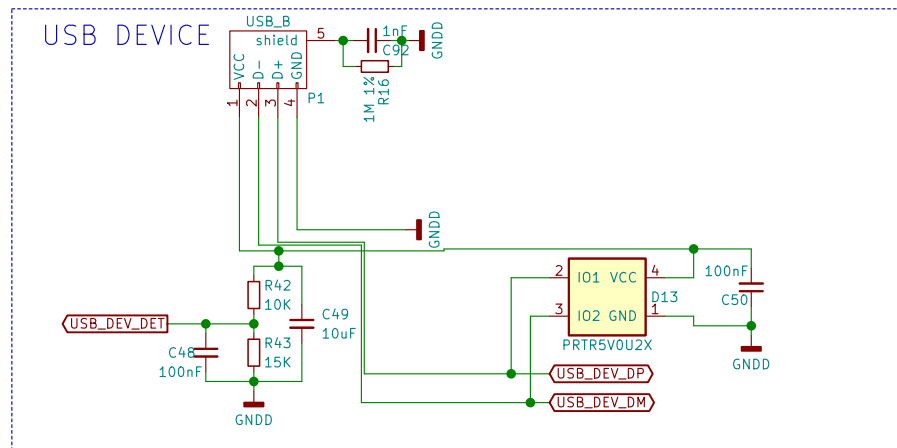 USB DEVICE
USB_B
shield
5
1nF
C92
GNDD
VCC
D-
D+
GND
1
2
3
4
P1
1M 1%
R16
GNDD
R42
10K
C49
10uF
USB_DEV_DET
C48
100nF
R43
15K
GNDD
2
IO1
VCC
4
3
IO2
GND
1
D13
PRTR5V0U2X
100nF
C50
GNDD
USB_DEV_DP
USB_DEV_DM